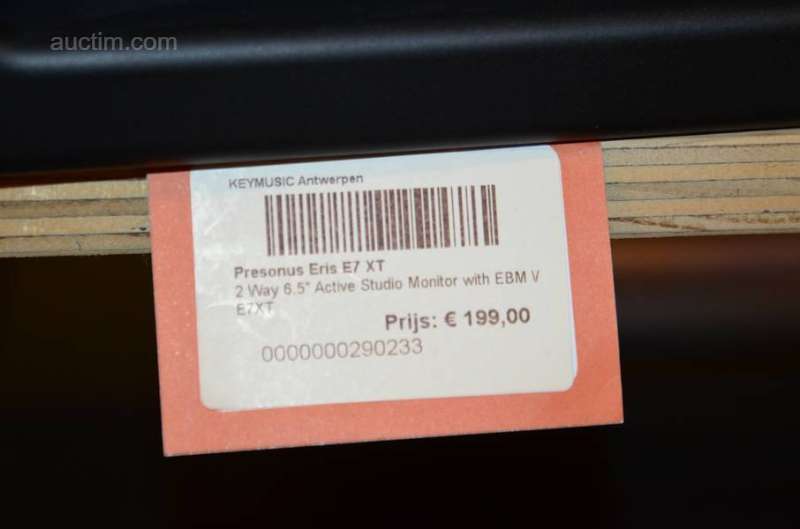 auctim.com
KEYMUSIC Antwerpen
Presonus Eris E7 XT
2 Way 6.5" Active Studio Monitor with EBM V
E7XT
Prijs: € 199,00
0000000290233